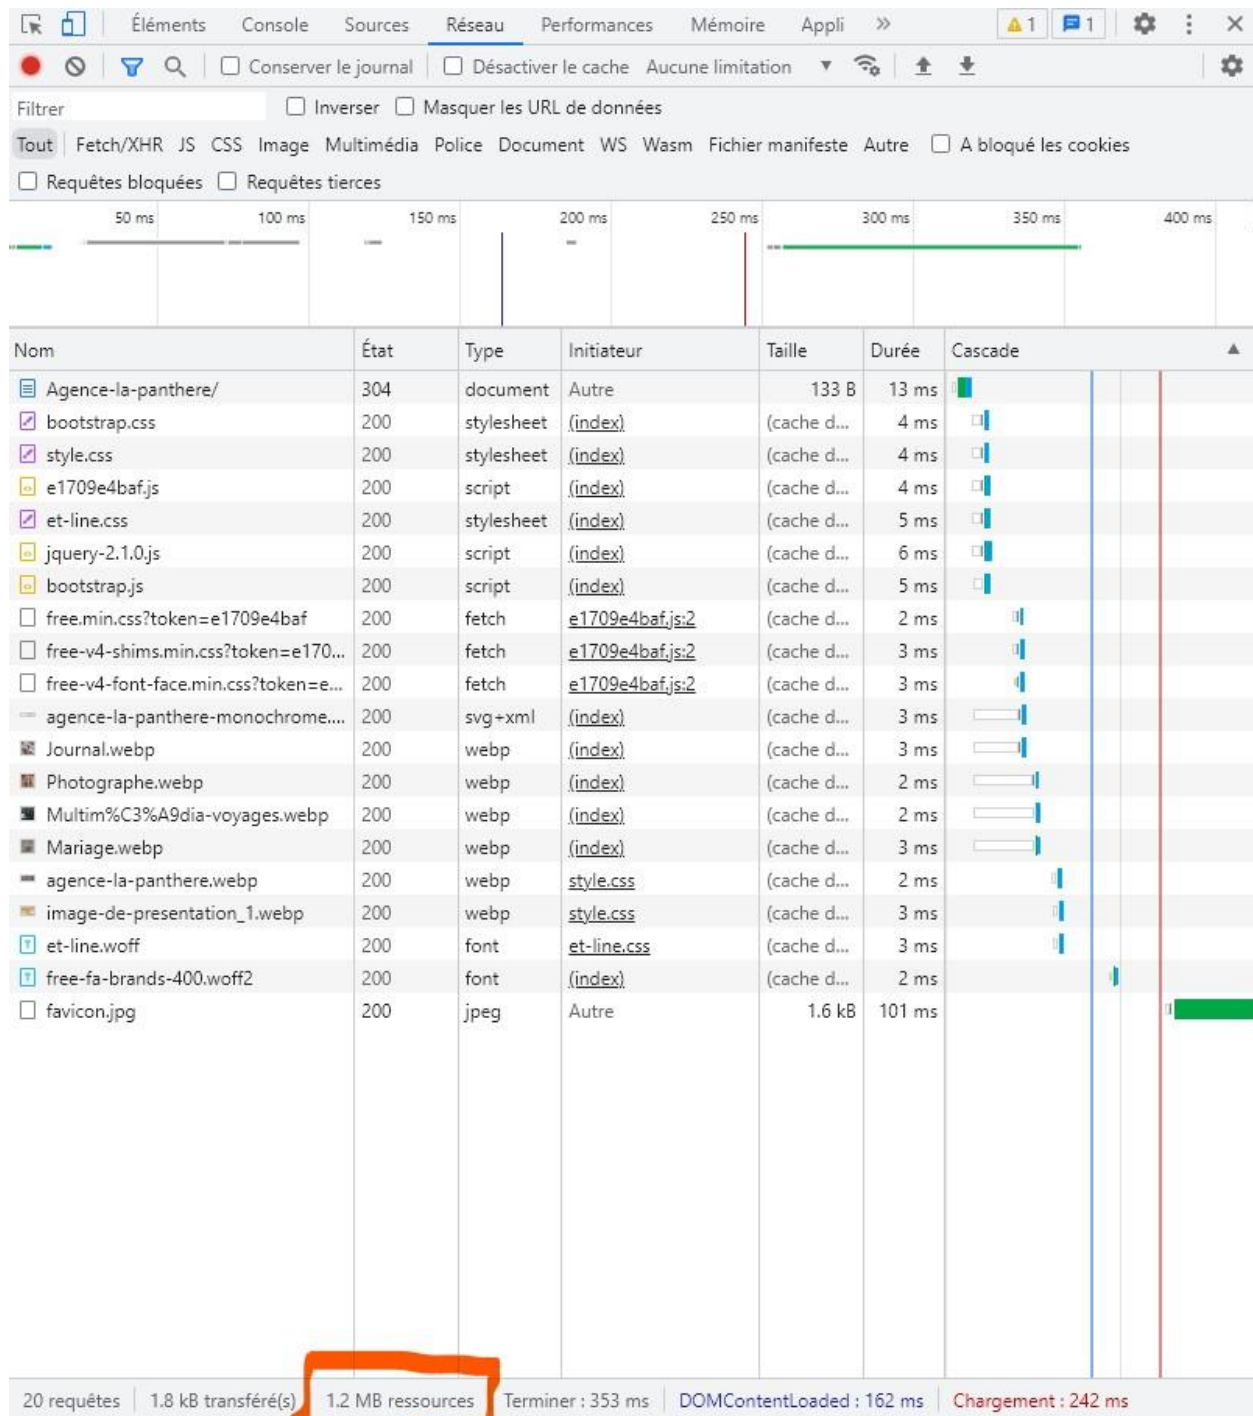 Éléments Console Sources Réseau Performances Mémoire Appli » 1 1
Conserver le journal Désactiver le cache Aucune limitation
Filtrer Inverser Masquer les URL de données
Tout Fetch/XHR JS CSS Image Multimédia Police Document WS Wasm Fichier manifeste Autre A bloqué les cookies
Requêtes bloquées Requêtes tierces
50 ms 100 ms 150 ms 200 ms 250 ms 300 ms 350 ms 400 ms
Nom État Type Initiateur Taille Durée Cascade
Agence-la-panthere/ 304 document Autre 133 B 13 ms
bootstrap.css 200 stylesheet (index) (cache d... 4 ms
style.css 200 stylesheet (index) (cache d... 4 ms
e1709e4baf.js 200 script (index) (cache d... 4 ms
et-line.css 200 stylesheet (index) (cache d... 5 ms
jquery-2.1.0.js 200 script (index) (cache d... 6 ms
bootstrap.js 200 script (index) (cache d... 5 ms
free.min.css?token=e1709e4baf 200 fetch e1709e4baf.js:2 (cache d... 2 ms
free-v4-shims.min.css?token=e170... 200 fetch e1709e4baf.js:2 (cache d... 3 ms
free-v4-font-face.min.css?token=e... 200 fetch e1709e4baf.js:2 (cache d... 3 ms
agence-la-panthere-monochrome.... 200 svg+xml (index) (cache d... 3 ms
Journal.webp 200 webp (index) (cache d... 3 ms
Photographe.webp 200 webp (index) (cache d... 2 ms
Multim%C3%A9dia-voyages.webp 200 webp (index) (cache d... 2 ms
Mariage.webp 200 webp (index) (cache d... 3 ms
agence-la-panthere.webp 200 webp style.css (cache d... 2 ms
image-de-presentation_1.webp 200 webp style.css (cache d... 3 ms
et-line.woff 200 font et-line.css (cache d... 3 ms
free-fa-brands-400.woff2 200 font (index) (cache d... 2 ms
favicon.jpg 200 jpeg Autre 1.6 kB 101 ms
20 requêtes 1.8 kB transféré(s) 1.2 MB ressources Terminer : 353 ms DOMContentLoaded : 162 ms Chargement : 242 ms